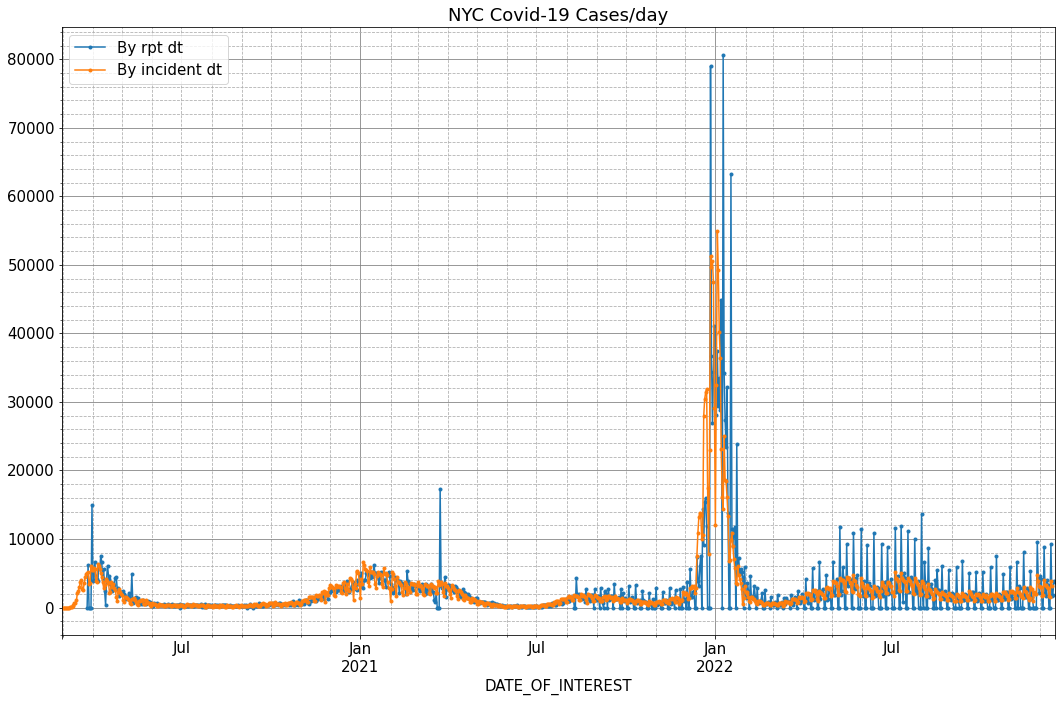 NYC Covid-19 Cases/day
By rpt dt
By incident dt
80000
70000
60000
50000
40000
30000
20000
10000
0
Jul
Jan
2021
Jul
Jan
2022
Jul
DATE_OF_INTEREST